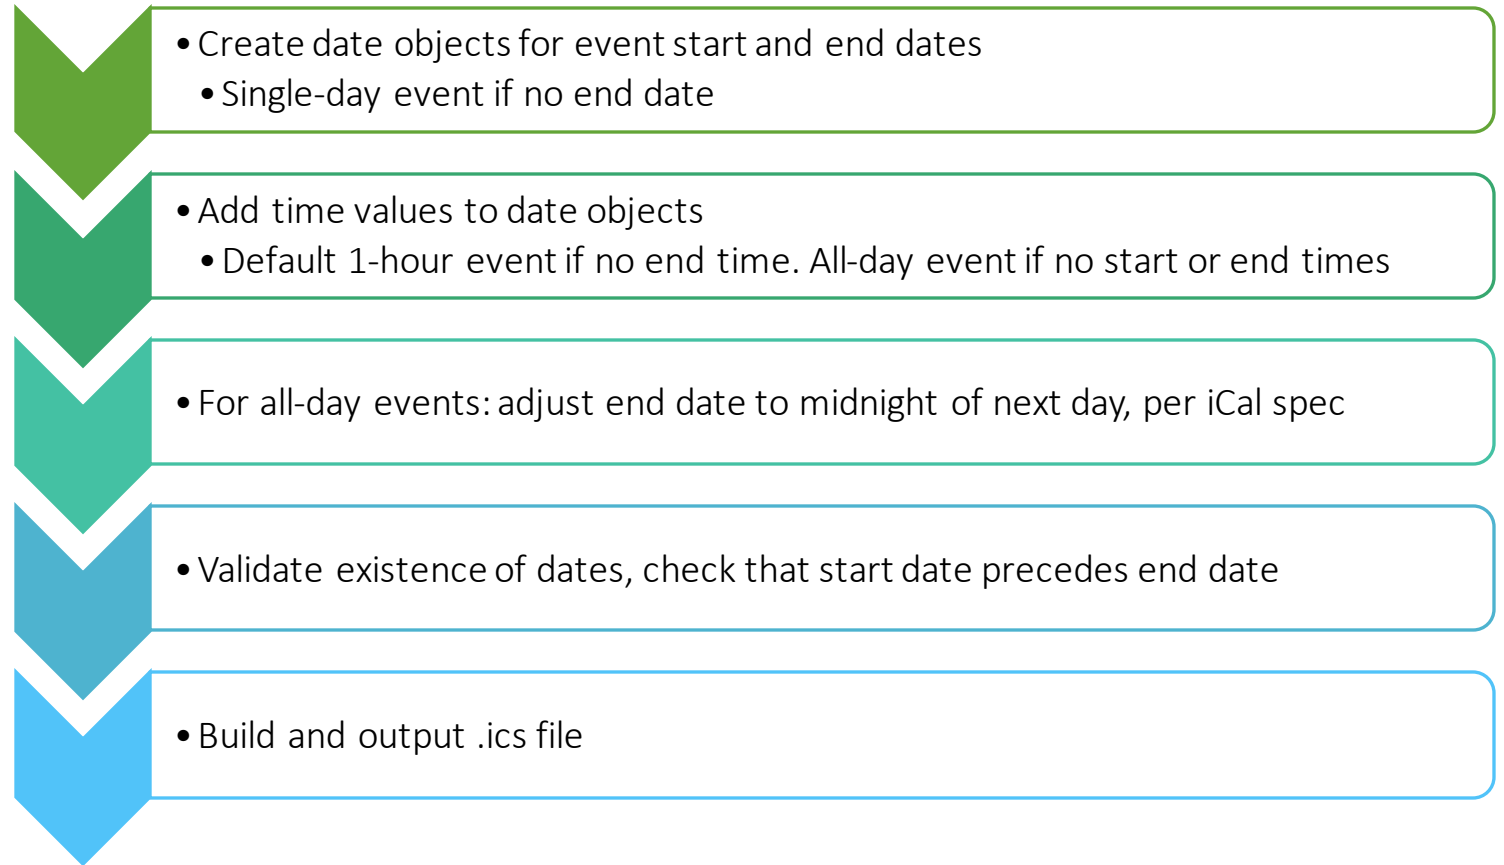 • Create date objects for event start and end dates
• Single-day event if no end date
• Add time values to date objects
• Default 1-hour event if no end time. All-day event if no start or end times
• For all-day events: adjust end date to midnight of next day, per iCal spec
• Validate existence of dates, check that start date precedes end date
• Build and output .ics file